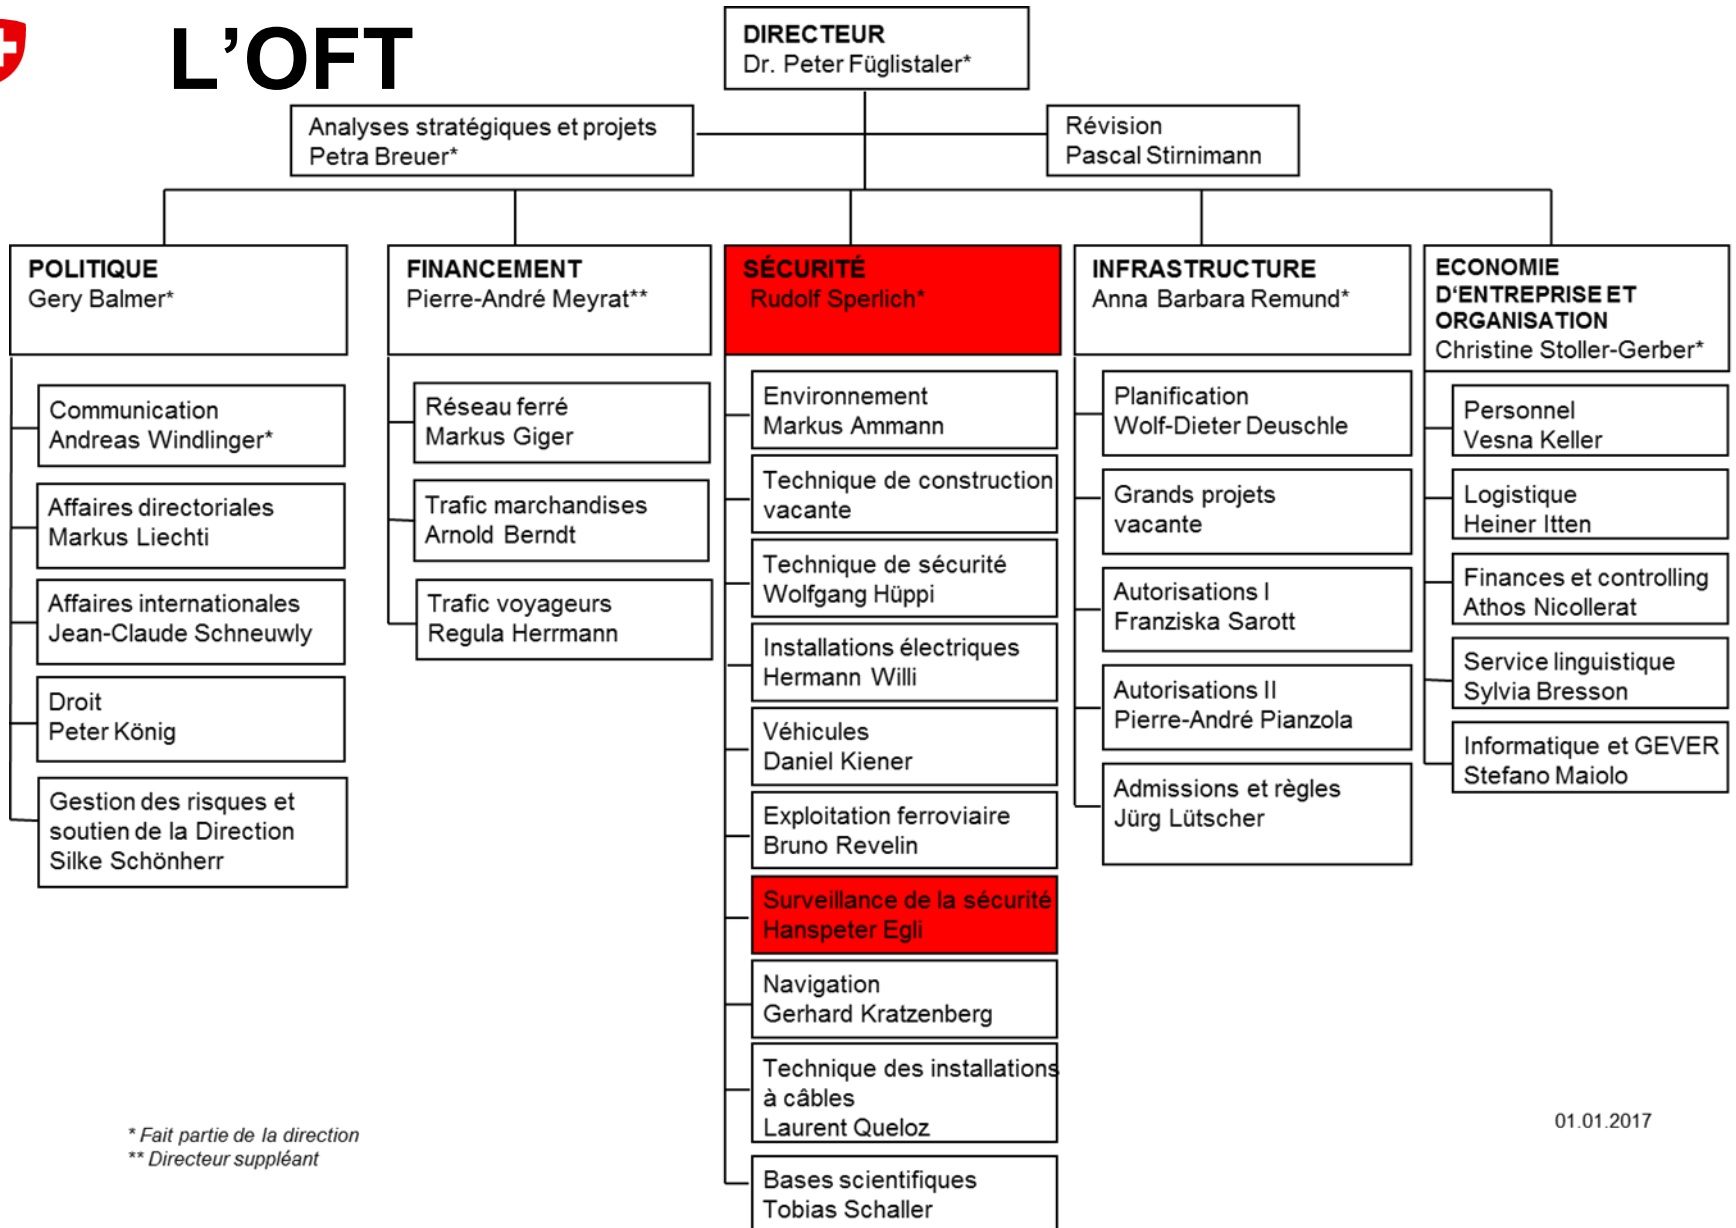 L’OFT
DIRECTEUR
Dr. Peter Füglistaler*
Analyses stratégiques et projets
Petra Breuer*
Révision
Pascal Stirnimann
POLITIQUE
Gery Balmer*
Communication
Andreas Windlinger*
Affaires directoriales
Markus Liechti
Affaires internationales
Jean-Claude Schneuwly
Droit
Peter König
Gestion des risques et
soutien de la Direction
Silke Schönherr
FINANCEMENT
Pierre-André Meyrat**
Réseau ferré
Markus Giger
Trafic marchandises
Arnold Berndt
Trafic voyageurs
Regula Herrmann
SÉCURITÉ
Rudolf Sperlich*
Environnement
Markus Ammann
Technique de construction
vacante
Technique de sécurité
Wolfgang Hüppi
Installations électriques
Hermann Willi
Véhicules
Daniel Kiener
Exploitation ferroviaire
Bruno Revelin
Surveillance de la sécurité
Hanspeter Egli
Navigation
Gerhard Kratzenberg
Technique des installations
à câbles
Laurent Queloz
Bases scientifiques
Tobias Schaller
INFRASTRUCTURE
Anna Barbara Remund*
Planification
Wolf-Dieter Deuschle
Grands projets
vacante
Autorisations I
Franziska Sarott
Autorisations II
Pierre-André Pianzola
Admissions et règles
Jürg Lütscher
ECONOMIE
D‘ENTREPRISE ET
ORGANISATION
Christine Stoller-Gerber*
Personnel
Vesna Keller
Logistique
Heiner Itten
Finances et controlling
Athos Nicollerat
Service linguistique
Sylvia Bresson
Informatique et GEVER
Stefano Maiolo
* Fait partie de la direction
** Directeur suppléant
01.01.2017